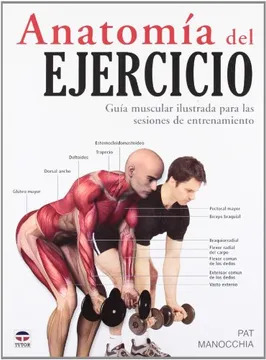 Anatomía del
EJERCICIO
Guía muscular ilustrada para las
sesiones de entrenamiento
Esternocleidomastoideo
Trapecio
Deltoides
Dorsal ancho
Glúteo mayor
Pectoral mayor
Bíceps braquial
Braquiorradial
Flexor radial
del carpo
Flexor común
de los dedos
Extensor común
de los dedos
Vasto externo
PAT
MANOCCHIA
TUTOR